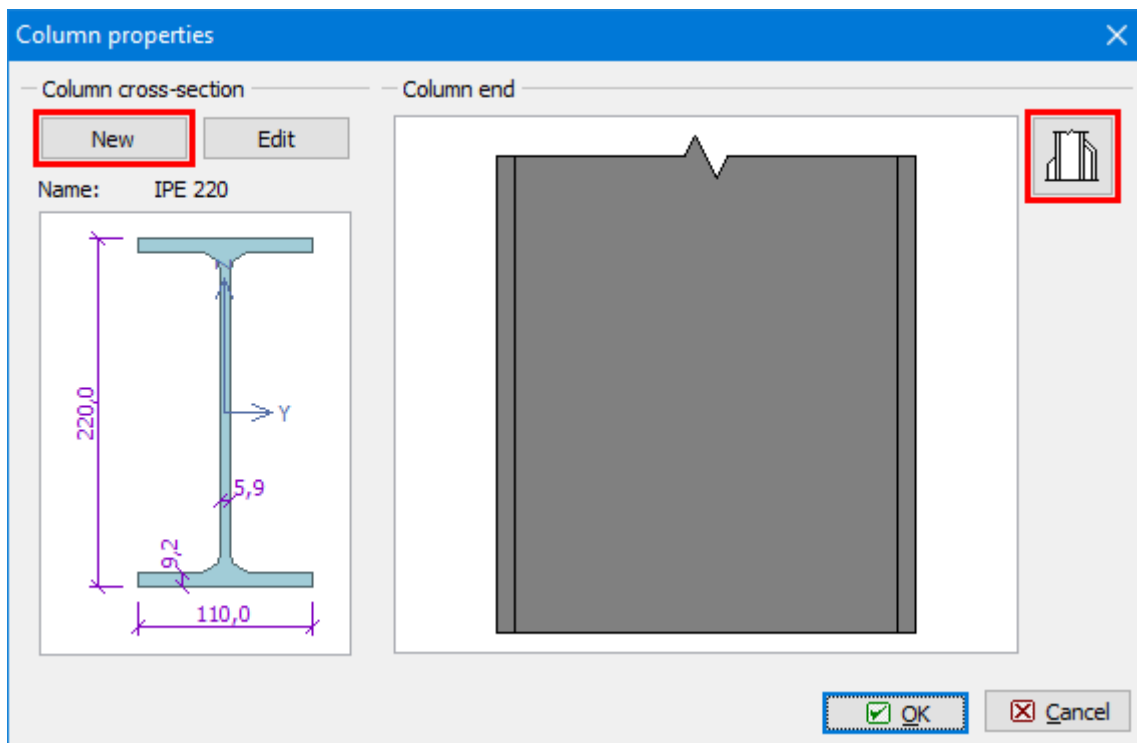 Column properties
Column cross-section
Column end
New
Edit
Name: IPE 220
220,0
Y
5,9
9,2
110,0
OK
Cancel